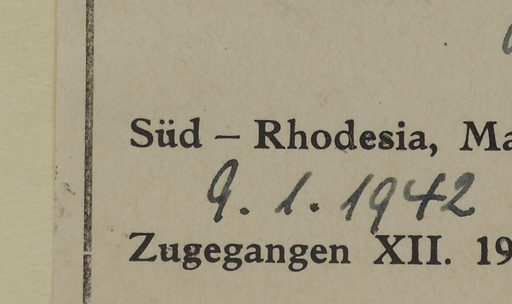 Süd – Rhodesia, Ma
9. 1. 1942
Zugegangen XII. 19